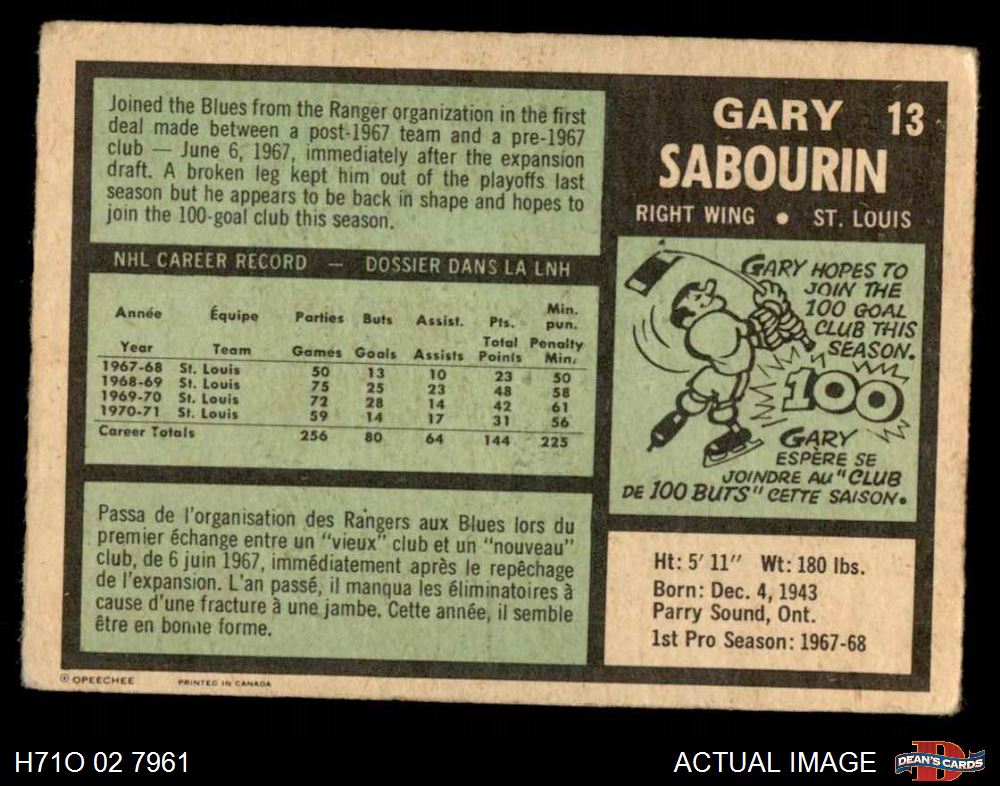 Joined the Blues from the Ranger organization in the first
deal made between a post-1967 team and a pre-1967
club — June 6, 1967, immediately after the expansion
draft. A broken leg kept him out of the playoffs last
season but he appears to be back in shape and hopes to
join the 100-goal club this season.
GARY 13
SABOURIN
RIGHT WING • ST. LOUIS
NHL CAREER RECORD — DOSSIER DANS LA LNH
Année Équipe Parties Buts Assist. Pts. Min. pun.
Year Team Games Goals Assists Total Points Penalty Min.
1967-68 St. Louis 50 13 10 23 50
1968-69 St. Louis 75 25 23 48 58
1969-70 St. Louis 72 28 14 42 61
1970-71 St. Louis 59 14 17 31 56
Career Totals 256 80 64 144 225
GARY HOPES TO
JOIN THE
100 GOAL
CLUB THIS
SEASON.
100
GARY
ESPÈRE SE
JOINDRE AU "CLUB
DE 100 BUTS" CETTE SAISON.
Passa de l'organisation des Rangers aux Blues lors du
premier échange entre un "vieux" club et un "nouveau"
club, de 6 juin 1967, immédiatement après le repêchage
de l'expansion. L'an passé, il manqua les éliminatoires à
cause d'une fracture à une jambe. Cette année, il semble
être en bonne forme.
Ht: 5' 11" Wt: 180 lbs.
Born: Dec. 4, 1943
Parry Sound, Ont.
1st Pro Season: 1967-68
© OPEECHEE PRINTED IN CANADA
H71O 02 7961
ACTUAL IMAGE
D
DEAN'S CARDS